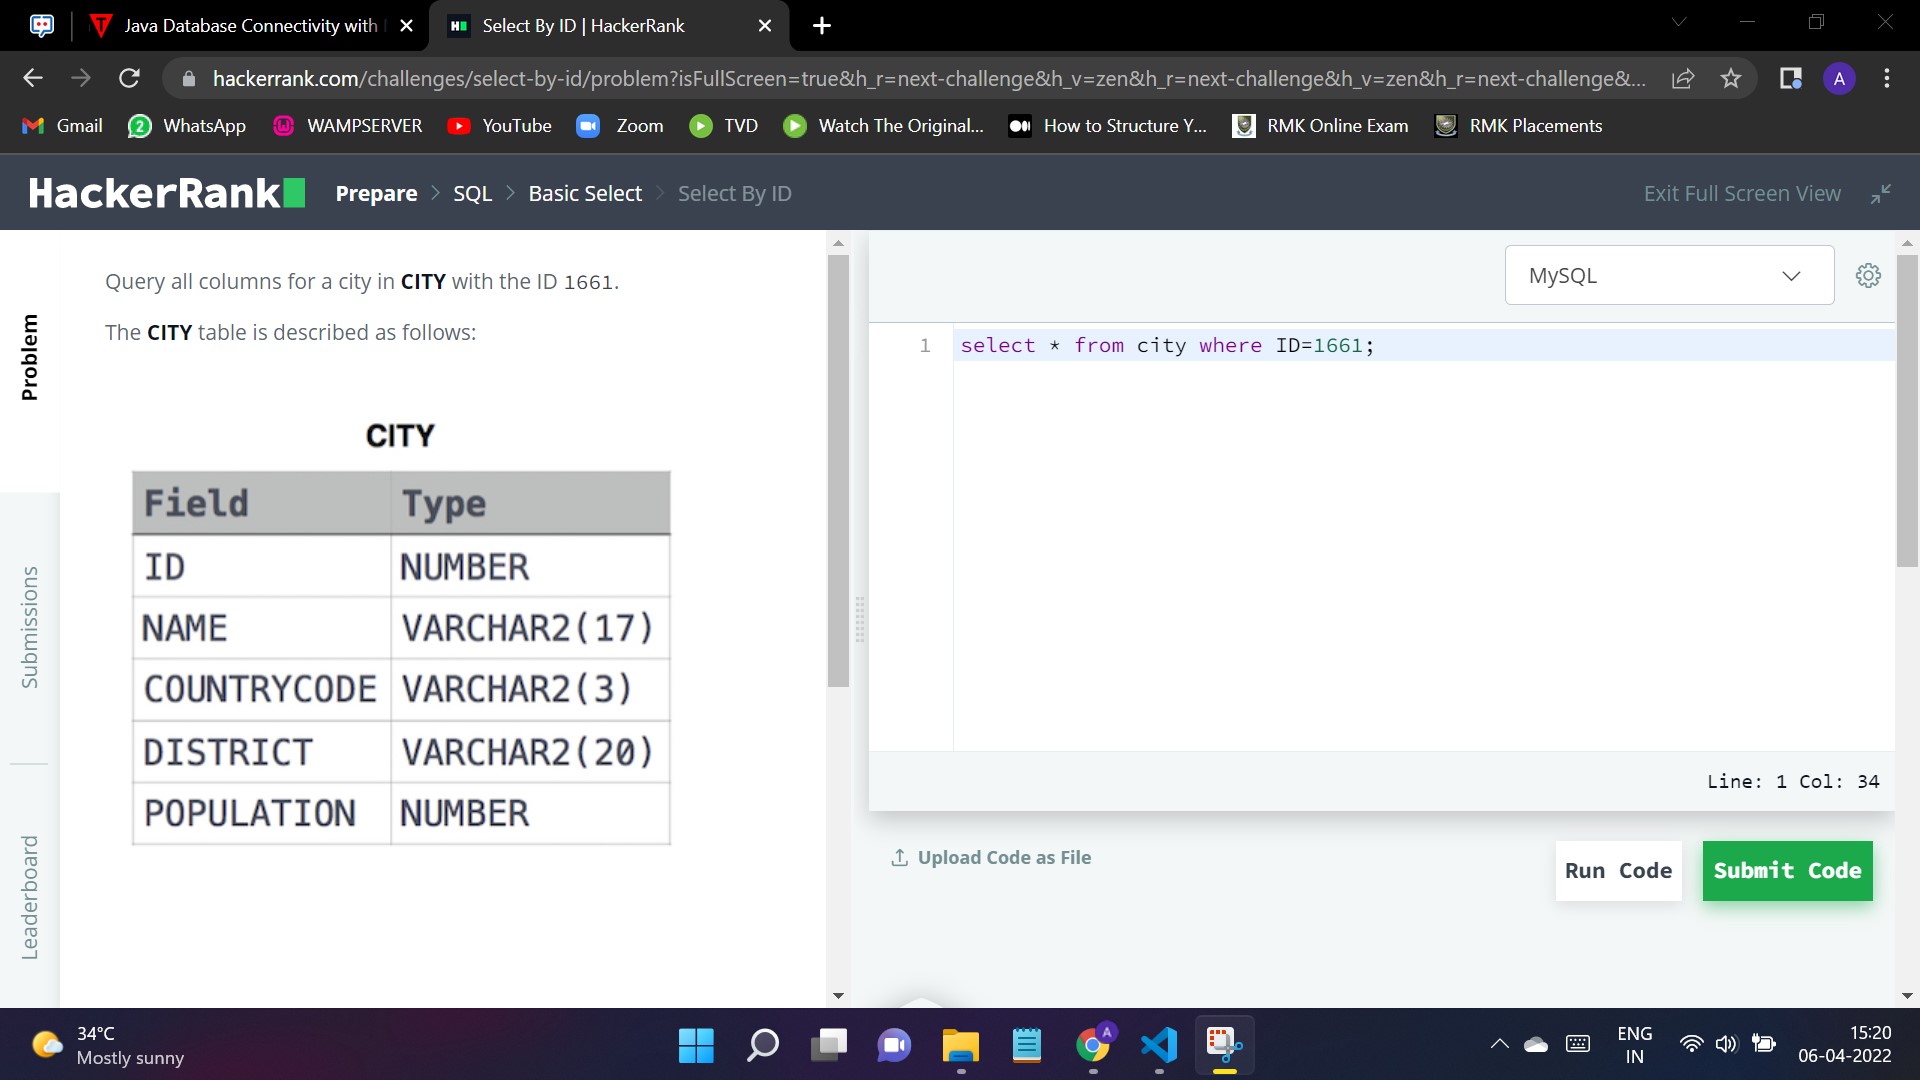 Java Database Connectivity with
Select By ID | HackerRank
hackerrank.com/challenges/select-by-id/problem?isFullScreen=true&h_r=next-challenge&h_v=zen&h_r=next-challenge&h_v=zen&h_r=next-challenge&...
A
Gmail
2 WhatsApp
WAMPSERVER
YouTube
Zoom
TVD
Watch The Original...
How to Structure Y...
RMK Online Exam
RMK Placements
HackerRank
Prepare > SQL > Basic Select > Select By ID
Exit Full Screen View
Problem
Submissions
Leaderboard
Query all columns for a city in CITY with the ID 1661.
The CITY table is described as follows:
CITY
Field Type
ID NUMBER
NAME VARCHAR2(17)
COUNTRYCODE VARCHAR2(3)
DISTRICT VARCHAR2(20)
POPULATION NUMBER
MySQL
1 select * from city where ID=1661;
Line: 1 Col: 34
Upload Code as File
Run Code
Submit Code
34°C
Mostly sunny
A
ENG
IN
15:20
06-04-2022